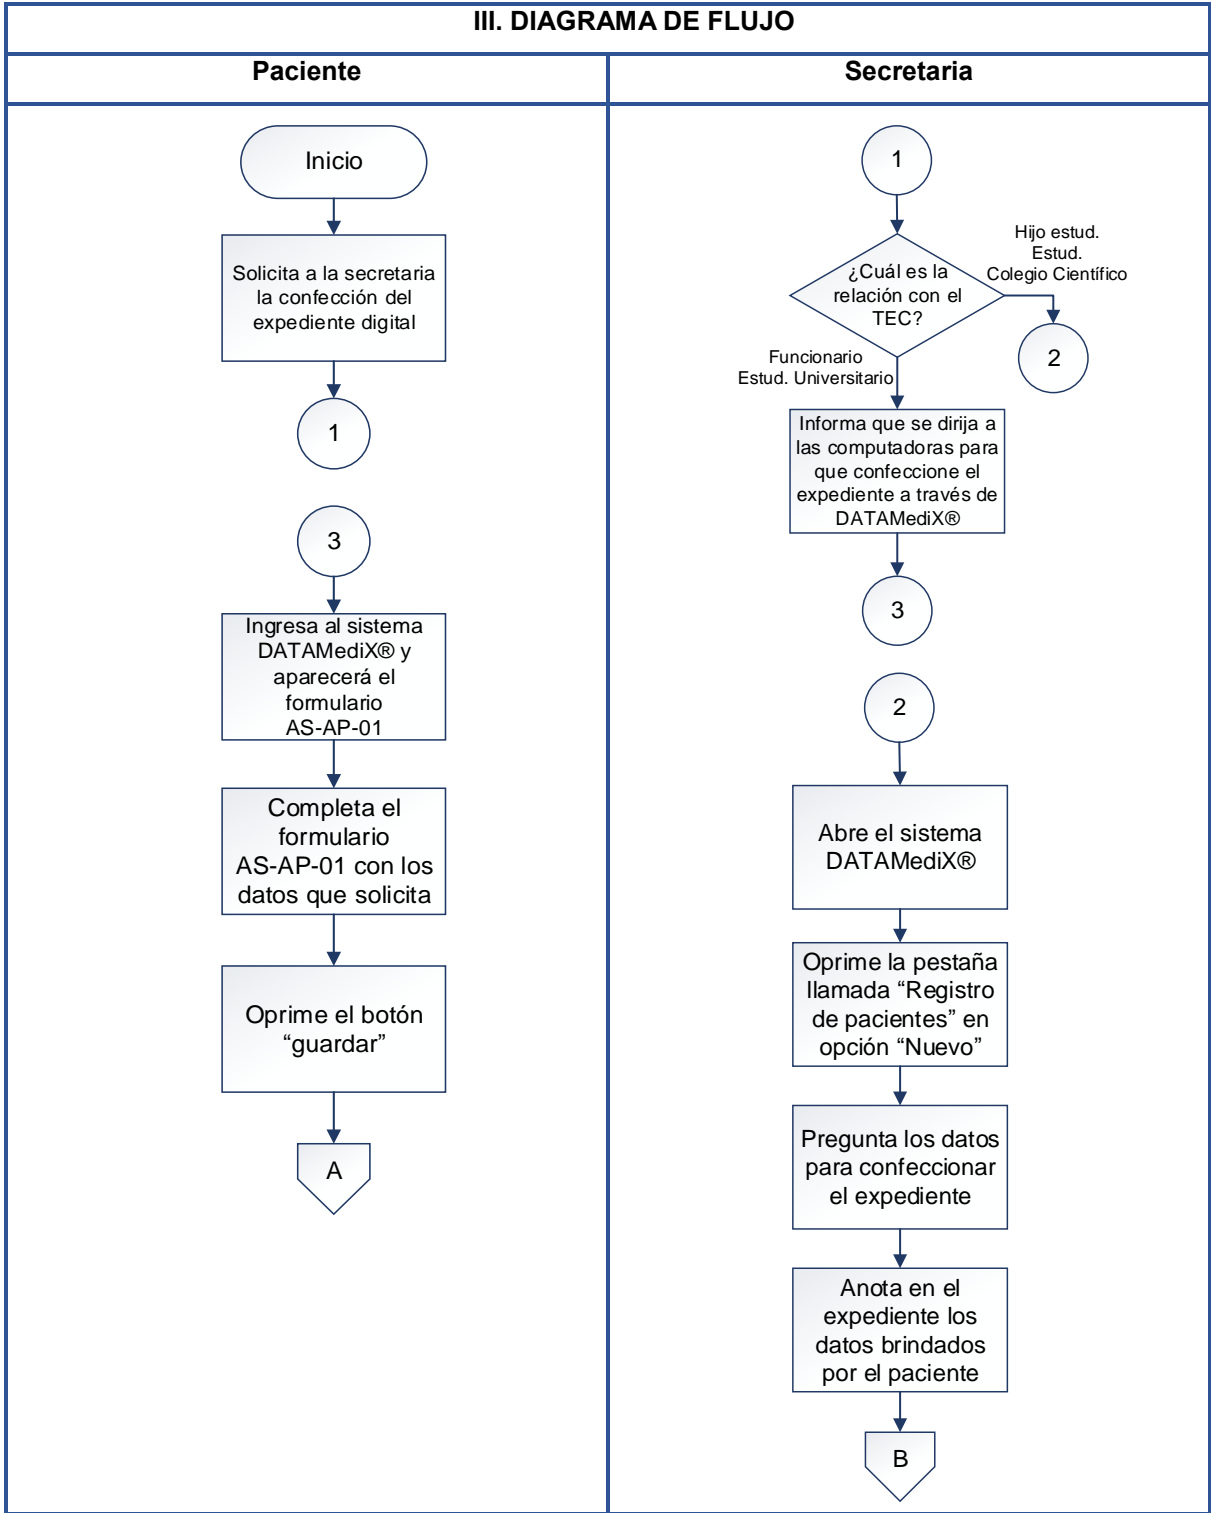 III. DIAGRAMA DE FLUJO
Paciente
Secretaria
Inicio
Solicita a la secretaria
la confección del
expediente digital
1
3
Ingresa al sistema
DATAMediX® y
aparecerá el
formulario
AS-AP-01
Completa el
formulario
AS-AP-01 con los
datos que solicita
Oprime el botón
“guardar”
A
1
¿Cuál es la
relación con el
TEC?
Hijo estud.
Estud.
Colegio Científico
2
Funcionario
Estud. Universitario
Informa que se dirija a
las computadoras para
que confeccione el
expediente a través de
DATAMediX®
3
2
Abre el sistema
DATAMediX®
Oprime la pestaña
llamada “Registro
de pacientes” en
opción “Nuevo”
Pregunta los datos
para confeccionar
el expediente
Anota en el
expediente los
datos brindados
por el paciente
B